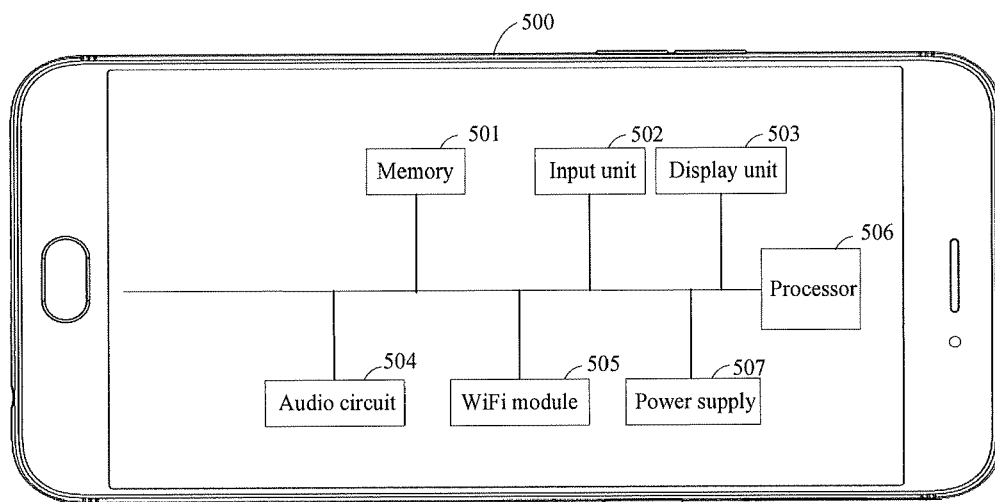 500
501
502
503
Memory
Input unit
Display unit
506
Processor
504
505
507
Audio circuit
WiFi module
Power supply